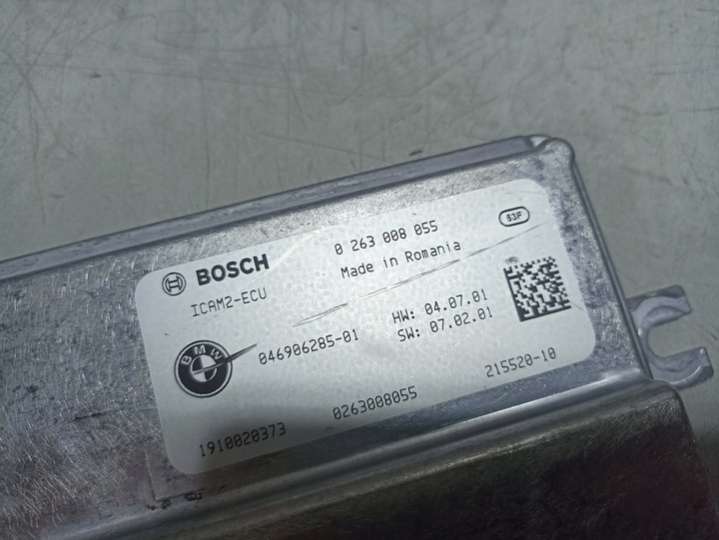 BOSCH
0 263 008 055
Made in Romania
ICAM2-ECU
BMW
046906285-01
HW: 04.07.01
SW: 07.02.01
1910020373
0263008055
215520-10